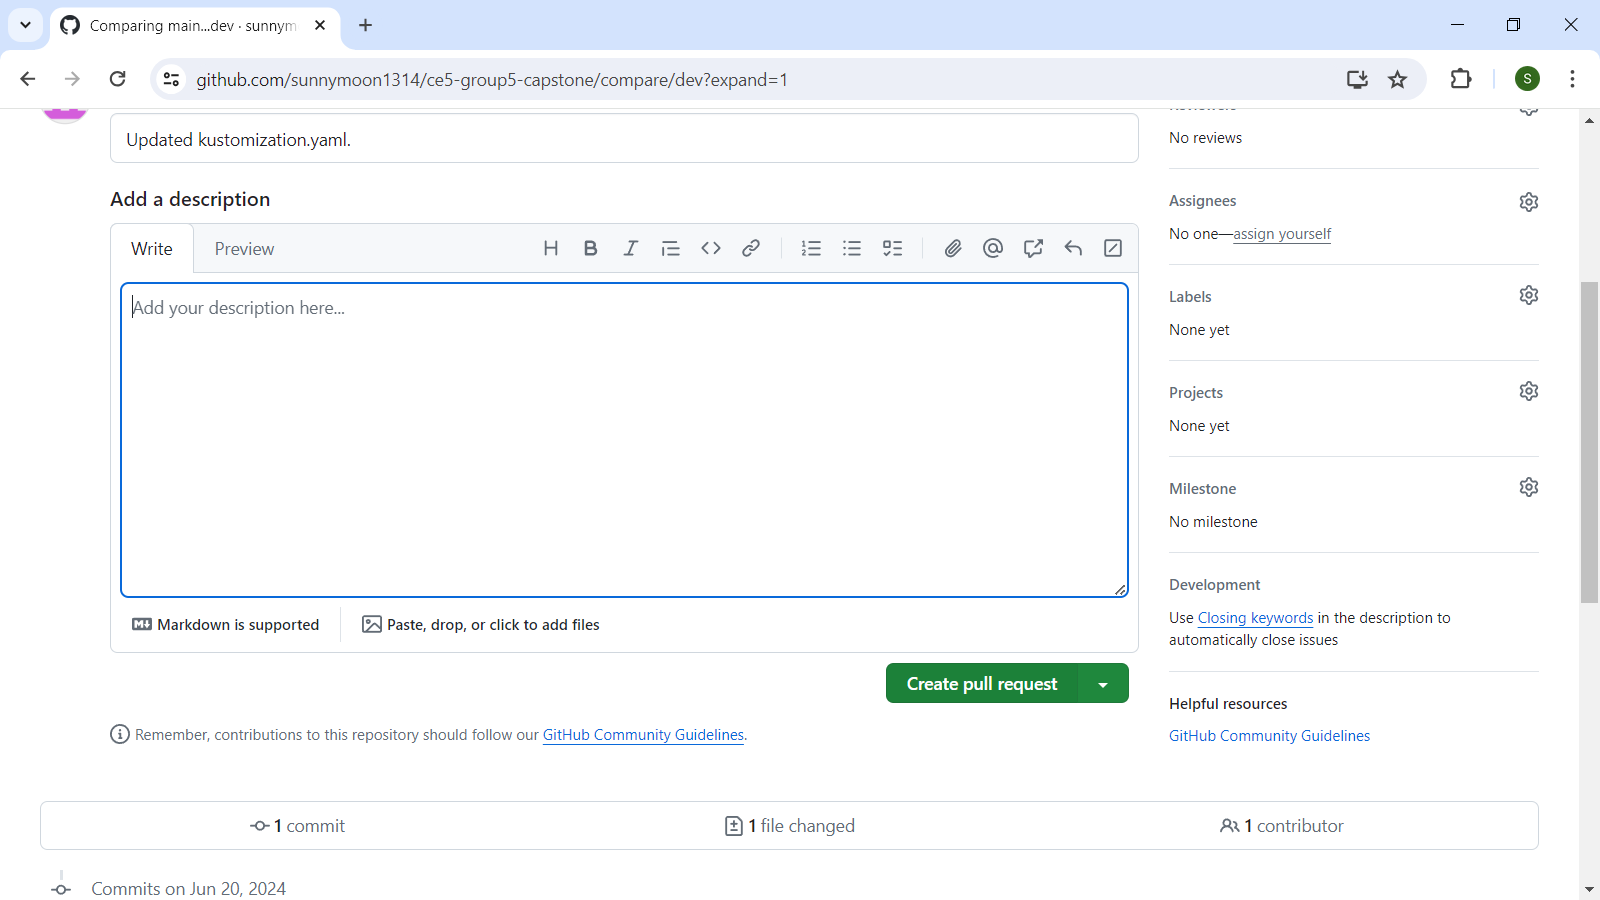 Comparing main...dev · sunnym
github.com/sunnymoon1314/ce5-group5-capstone/compare/dev?expand=1
S
Updated kustomization.yaml.
Add a description
Write
Preview
Add your description here...
Markdown is supported
Paste, drop, or click to add files
Create pull request
Remember, contributions to this repository should follow our GitHub Community Guidelines.
Reviewers
No reviews
Assignees
No one—assign yourself
Labels
None yet
Projects
None yet
Milestone
No milestone
Development
Use Closing keywords in the description to
automatically close issues
Helpful resources
GitHub Community Guidelines
1 commit
1 file changed
1 contributor
Commits on Jun 20, 2024